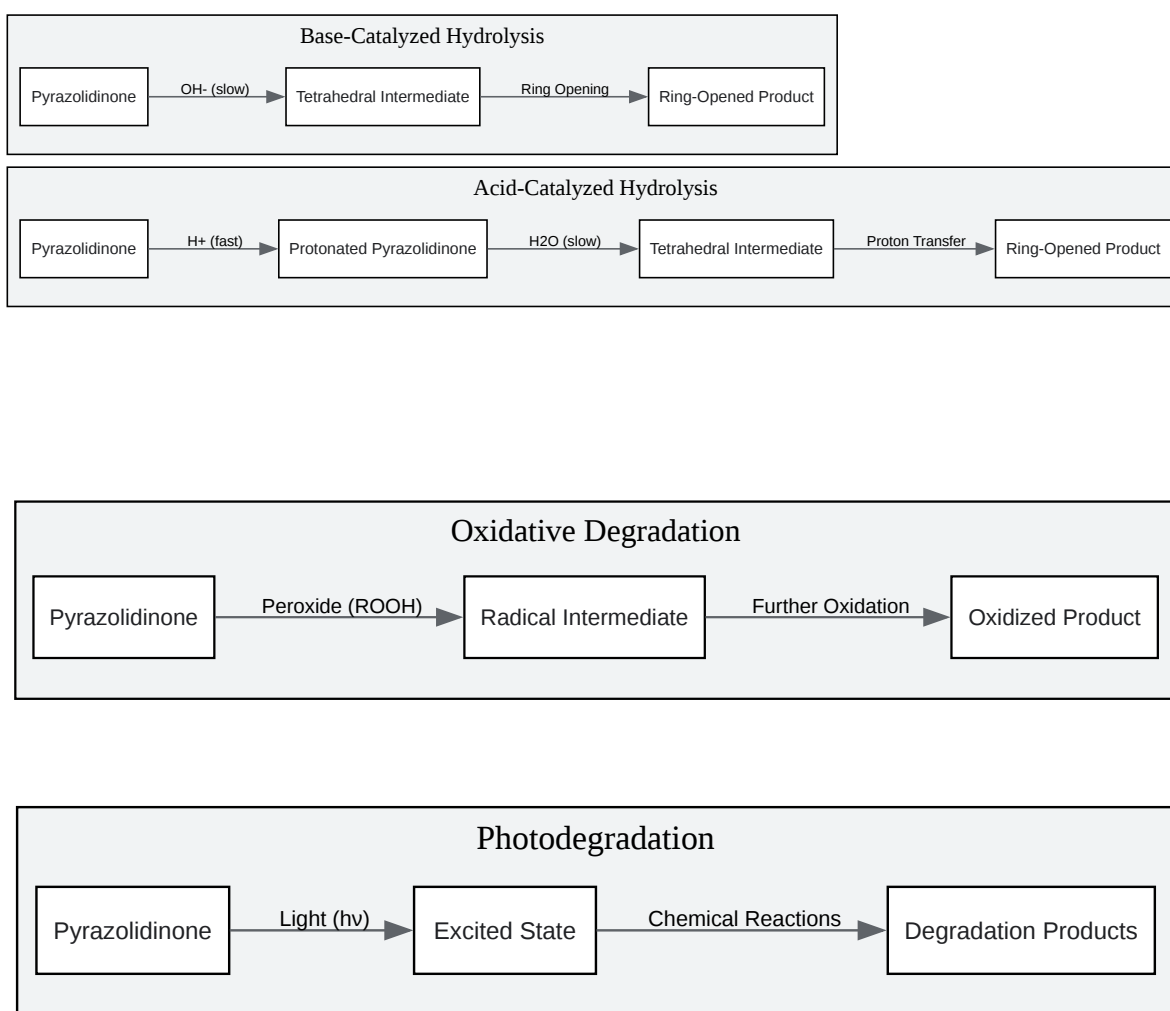 Base-Catalyzed Hydrolysis
Pyrazolidinone
OH- (slow)
Tetrahedral Intermediate
Ring Opening
Ring-Opened Product
Acid-Catalyzed Hydrolysis
Pyrazolidinone
H+ (fast)
Protonated Pyrazolidinone
H2O (slow)
Tetrahedral Intermediate
Proton Transfer
Ring-Opened Product
Oxidative Degradation
Pyrazolidinone
Peroxide (ROOH)
Radical Intermediate
Further Oxidation
Oxidized Product
Photodegradation
Pyrazolidinone
Light (hν)
Excited State
Chemical Reactions
Degradation Products